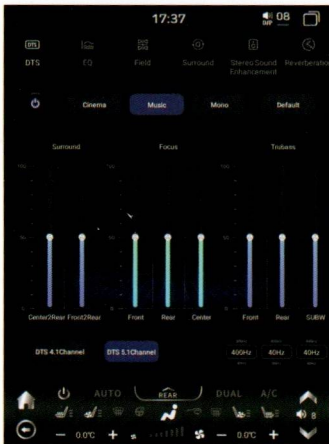 17:37
DSP 08
DTS
DTS EQ Field Surround Stereo Sound Enhancement Reverberation
Cinema Music Mono Default
Surround Focus Trubass
Center2Rear Front2Rear Front Rear Center Front Rear SUBW
DTS 4.1Channel DTS 5.1Channel 400Hz 40Hz 40Hz
AUTO REAR DUAL A/C
8
− 0.0°C + − + − 0.0°C +